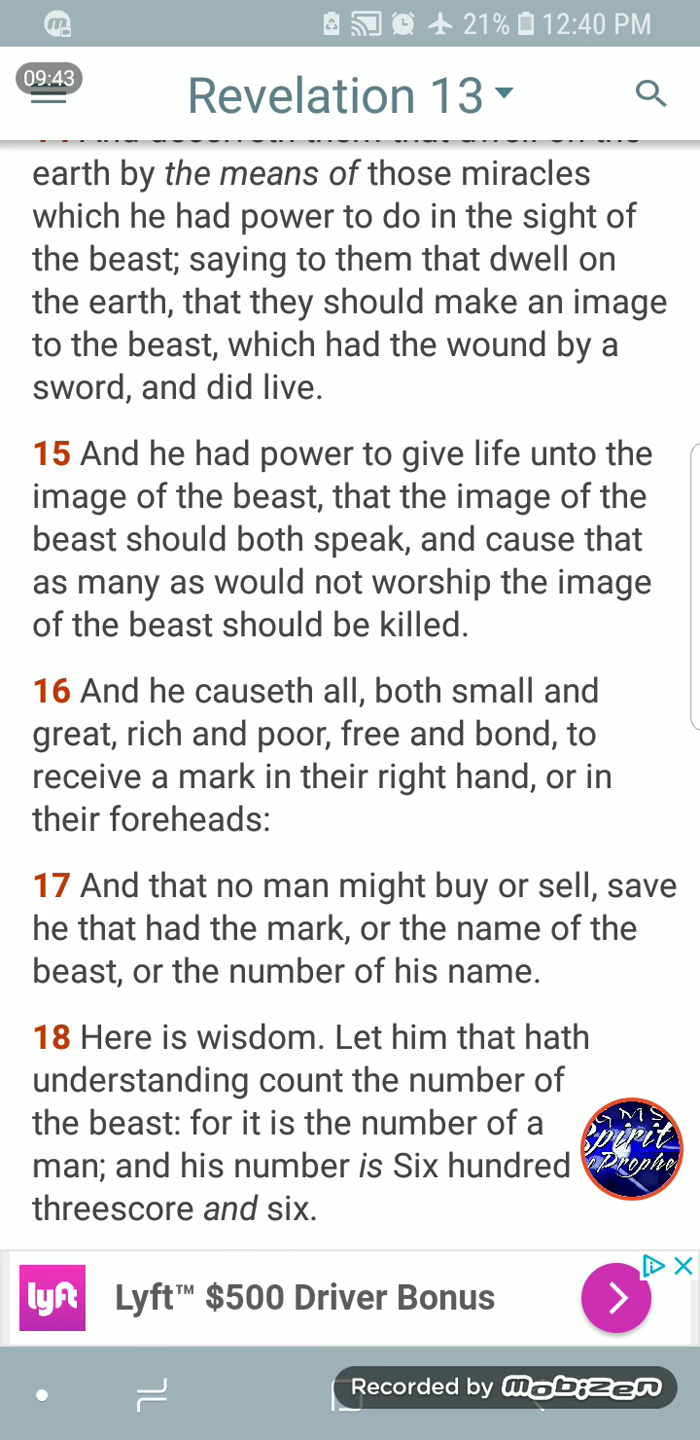 21% 12:40 PM
09:43
Revelation 13
earth by the means of those miracles
which he had power to do in the sight of
the beast; saying to them that dwell on
the earth, that they should make an image
to the beast, which had the wound by a
sword, and did live.
15 And he had power to give life unto the
image of the beast, that the image of the
beast should both speak, and cause that
as many as would not worship the image
of the beast should be killed.
16 And he causeth all, both small and
great, rich and poor, free and bond, to
receive a mark in their right hand, or in
their foreheads:
17 And that no man might buy or sell, save
he that had the mark, or the name of the
beast, or the number of his name.
18 Here is wisdom. Let him that hath
understanding count the number of
the beast: for it is the number of a
man; and his number is Six hundred
threescore and six.
GMS
Spirit
Prophe
lyft
Lyft™ $500 Driver Bonus
Recorded by mobizen